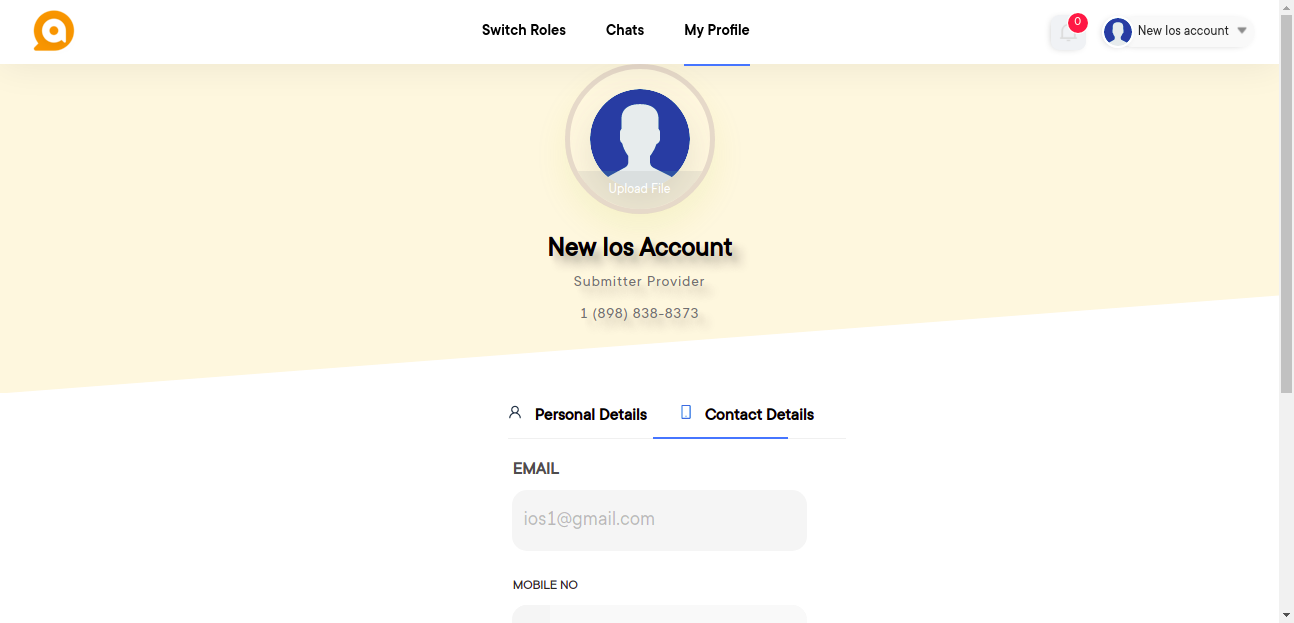 Switch Roles Chats My Profile 0 New Ios account
Upload File
New Ios Account
Submitter Provider
1 (898) 838-8373
Personal Details Contact Details
EMAIL
ios1@gmail.com
MOBILE NO